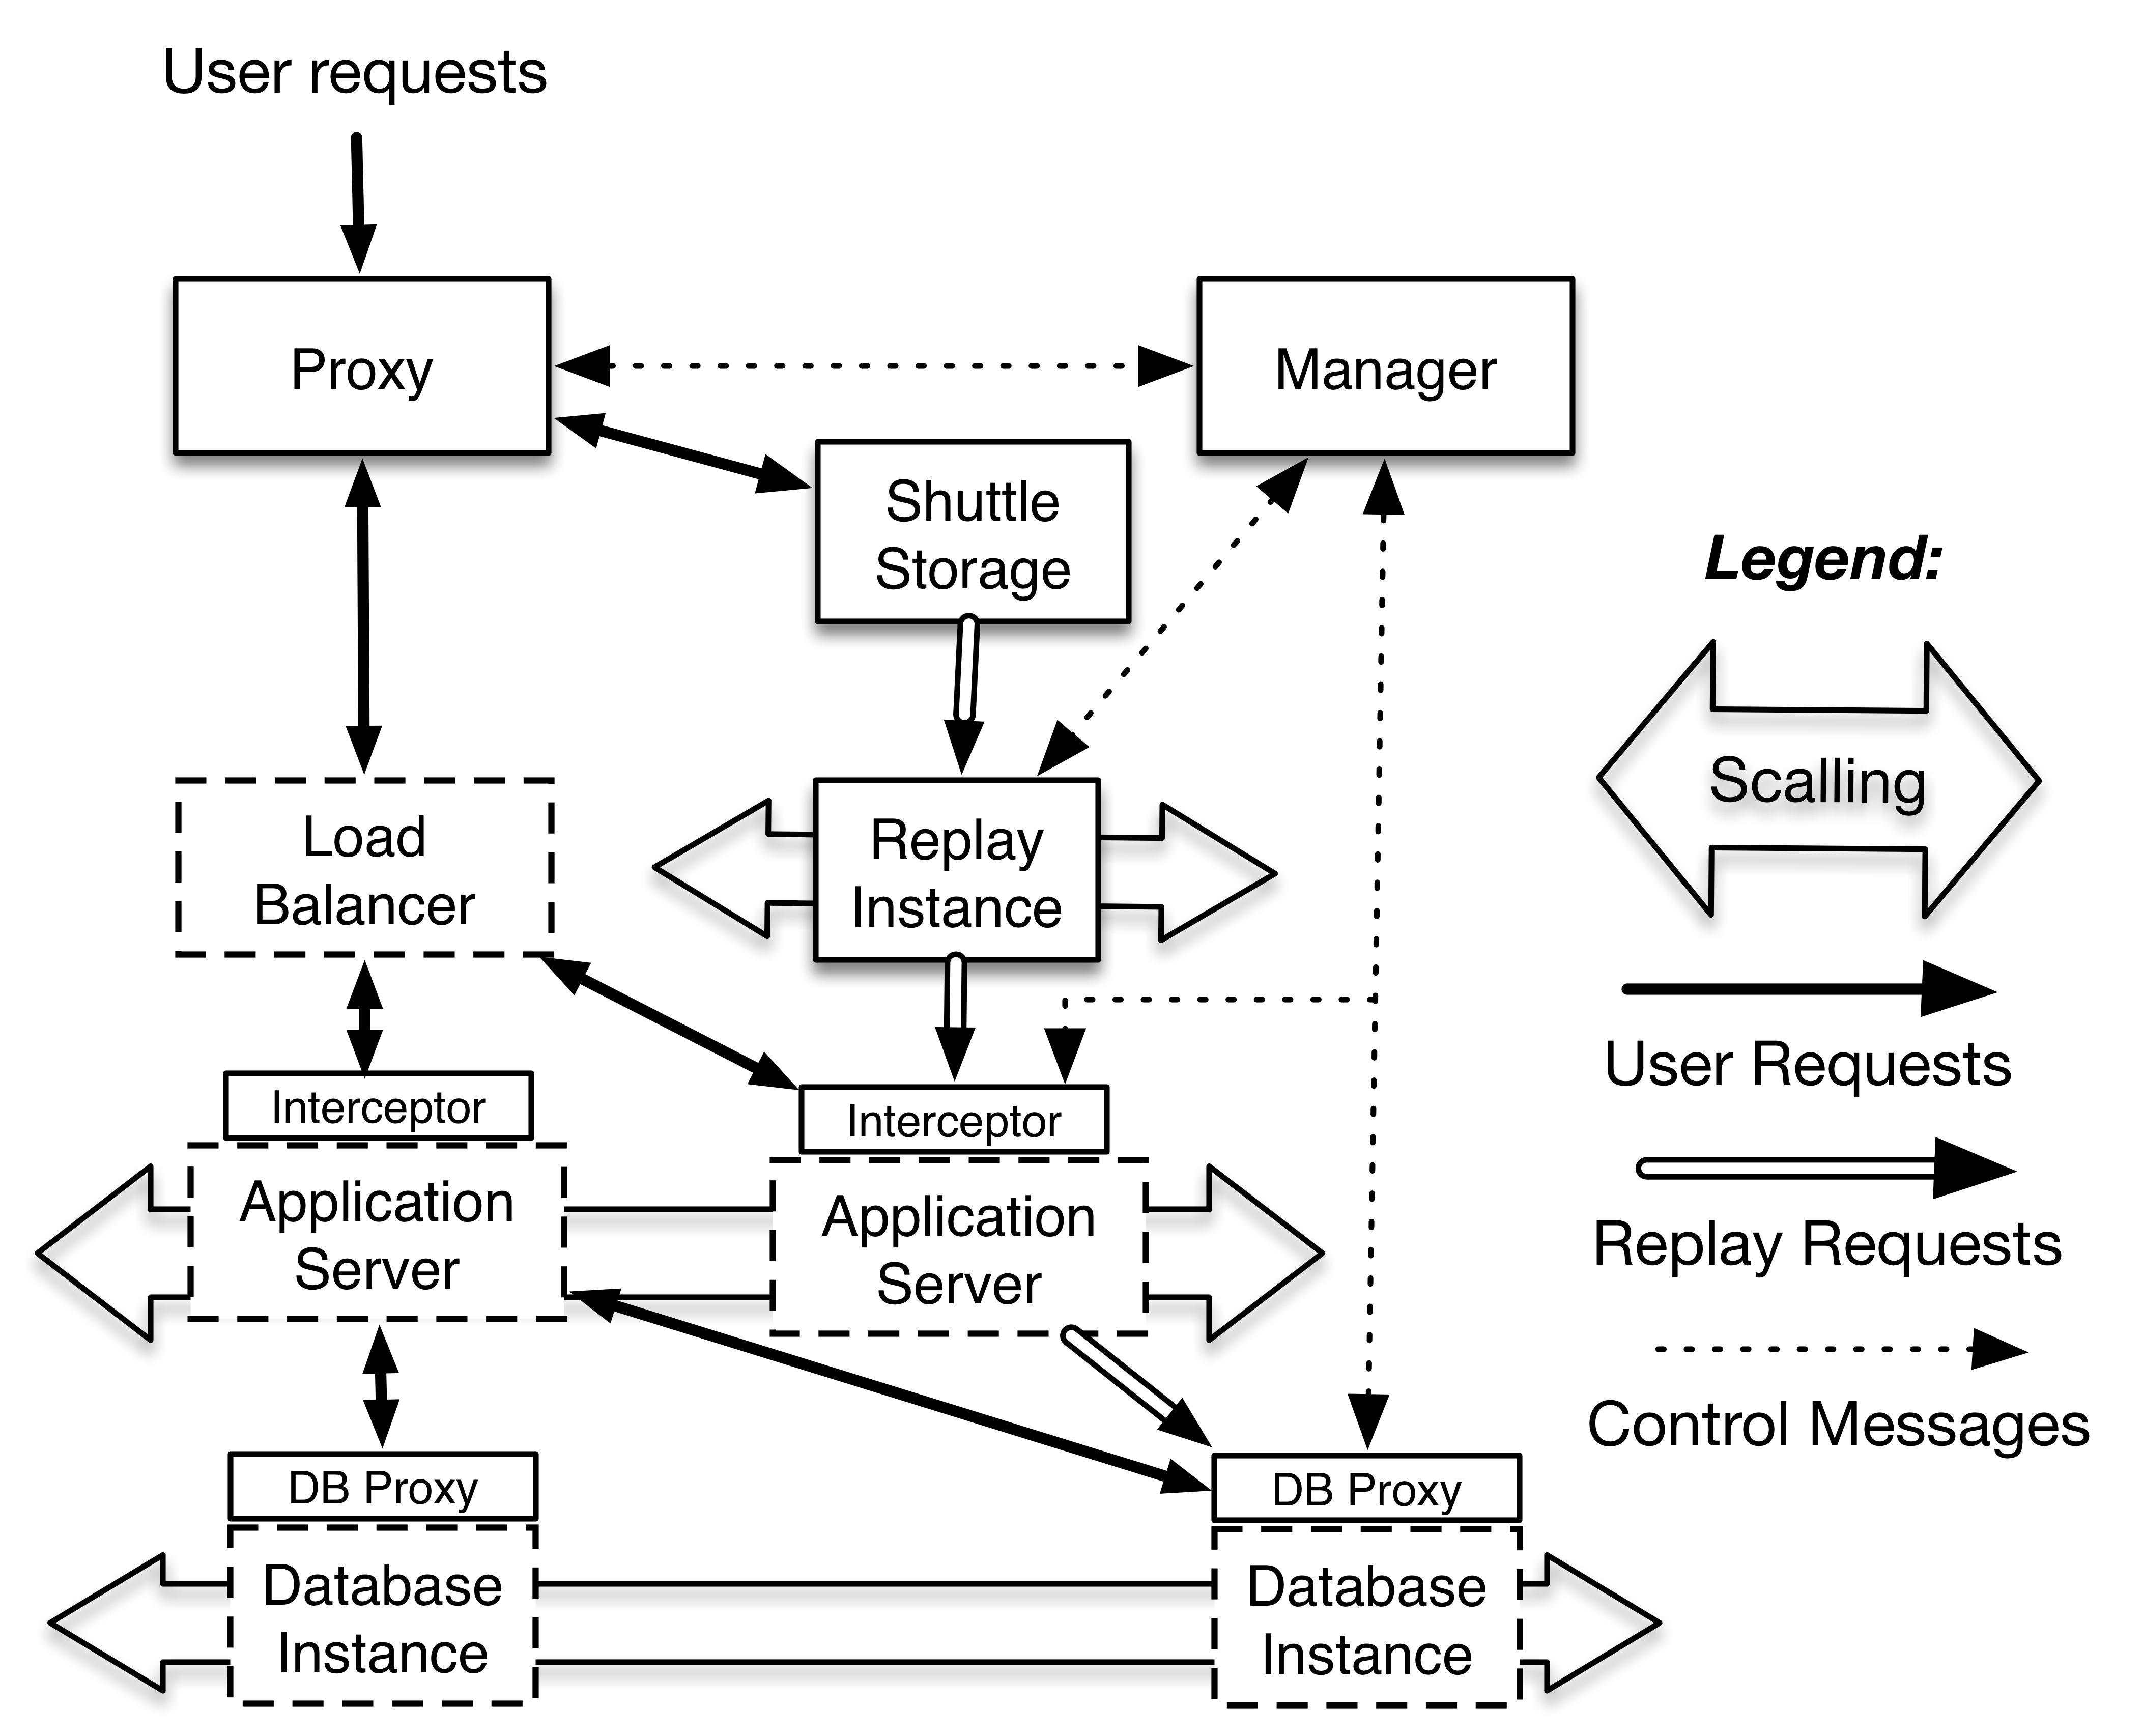 User requests
Proxy
Manager
Shuttle
Storage
Legend:
Scalling
Load
Balancer
Replay
Instance
User Requests
Interceptor
Interceptor
Application
Server
Application
Server
Replay Requests
Control Messages
DB Proxy
DB Proxy
Database
Instance
Database
Instance